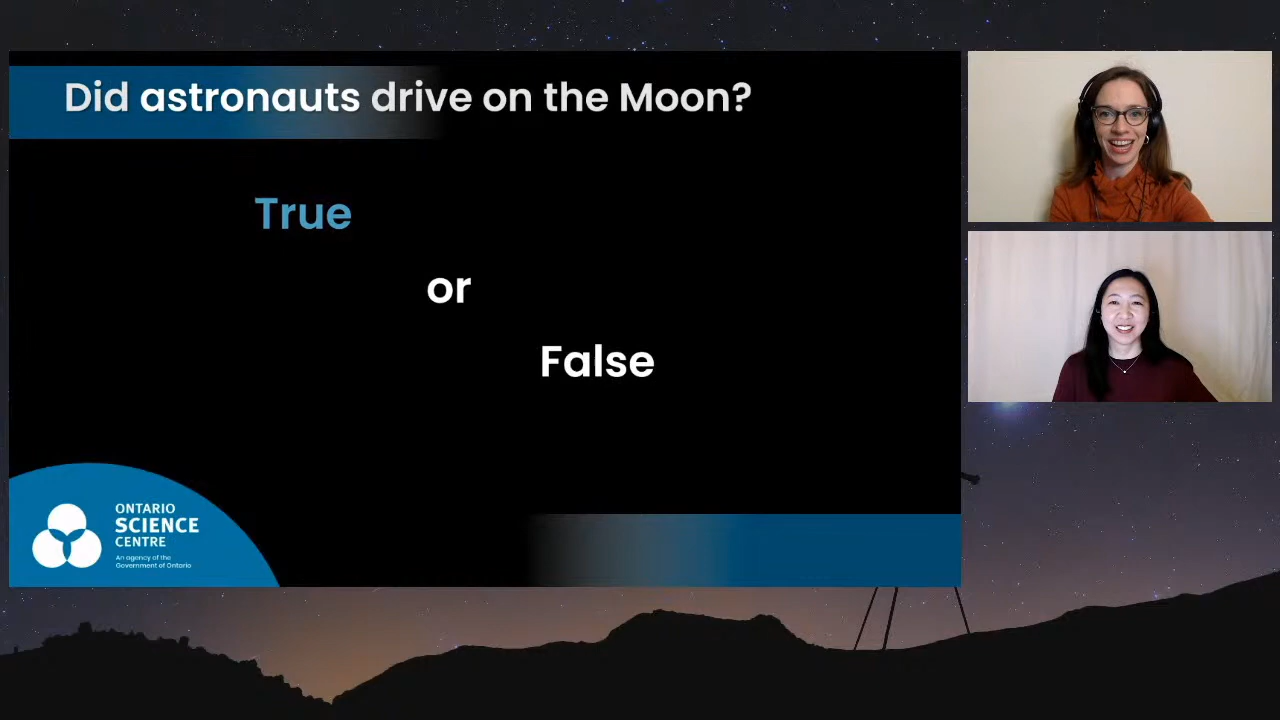 Did astronauts drive on the Moon?
True
or
False
ONTARIO
SCIENCE
CENTRE
An agency of the
Government of Ontario